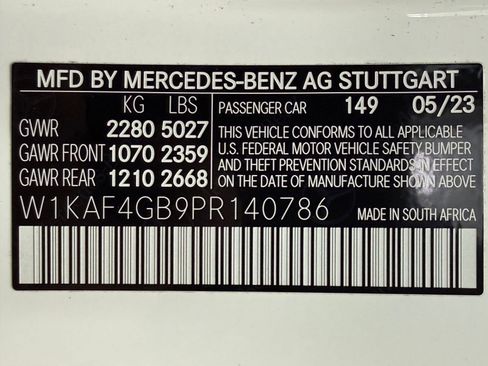 MFD BY MERCEDES-BENZ AG STUTTGART
KG LBS PASSENGER CAR 149 05/23
GVWR 2280 5027
GAWR FRONT 1070 2359
GAWR REAR 1210 2668
THIS VEHICLE CONFORMS TO ALL APPLICABLE
U.S. FEDERAL MOTOR VEHICLE SAFETY, BUMPER
AND THEFT PREVENTION STANDARDS IN EFFECT
ON THE DATE OF MANUFACTURE SHOWN ABOVE
W1KAF4GB9PR140786 MADE IN SOUTH AFRICA